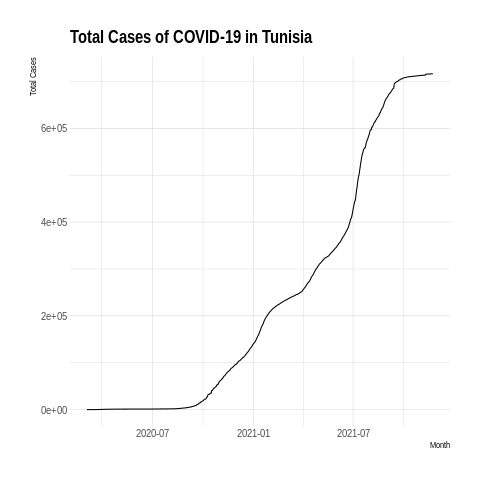 Total Cases of COVID-19 in Tunisia
Total Cases
6e+05
4e+05
2e+05
0e+00
2020-07 2021-01 2021-07
Month